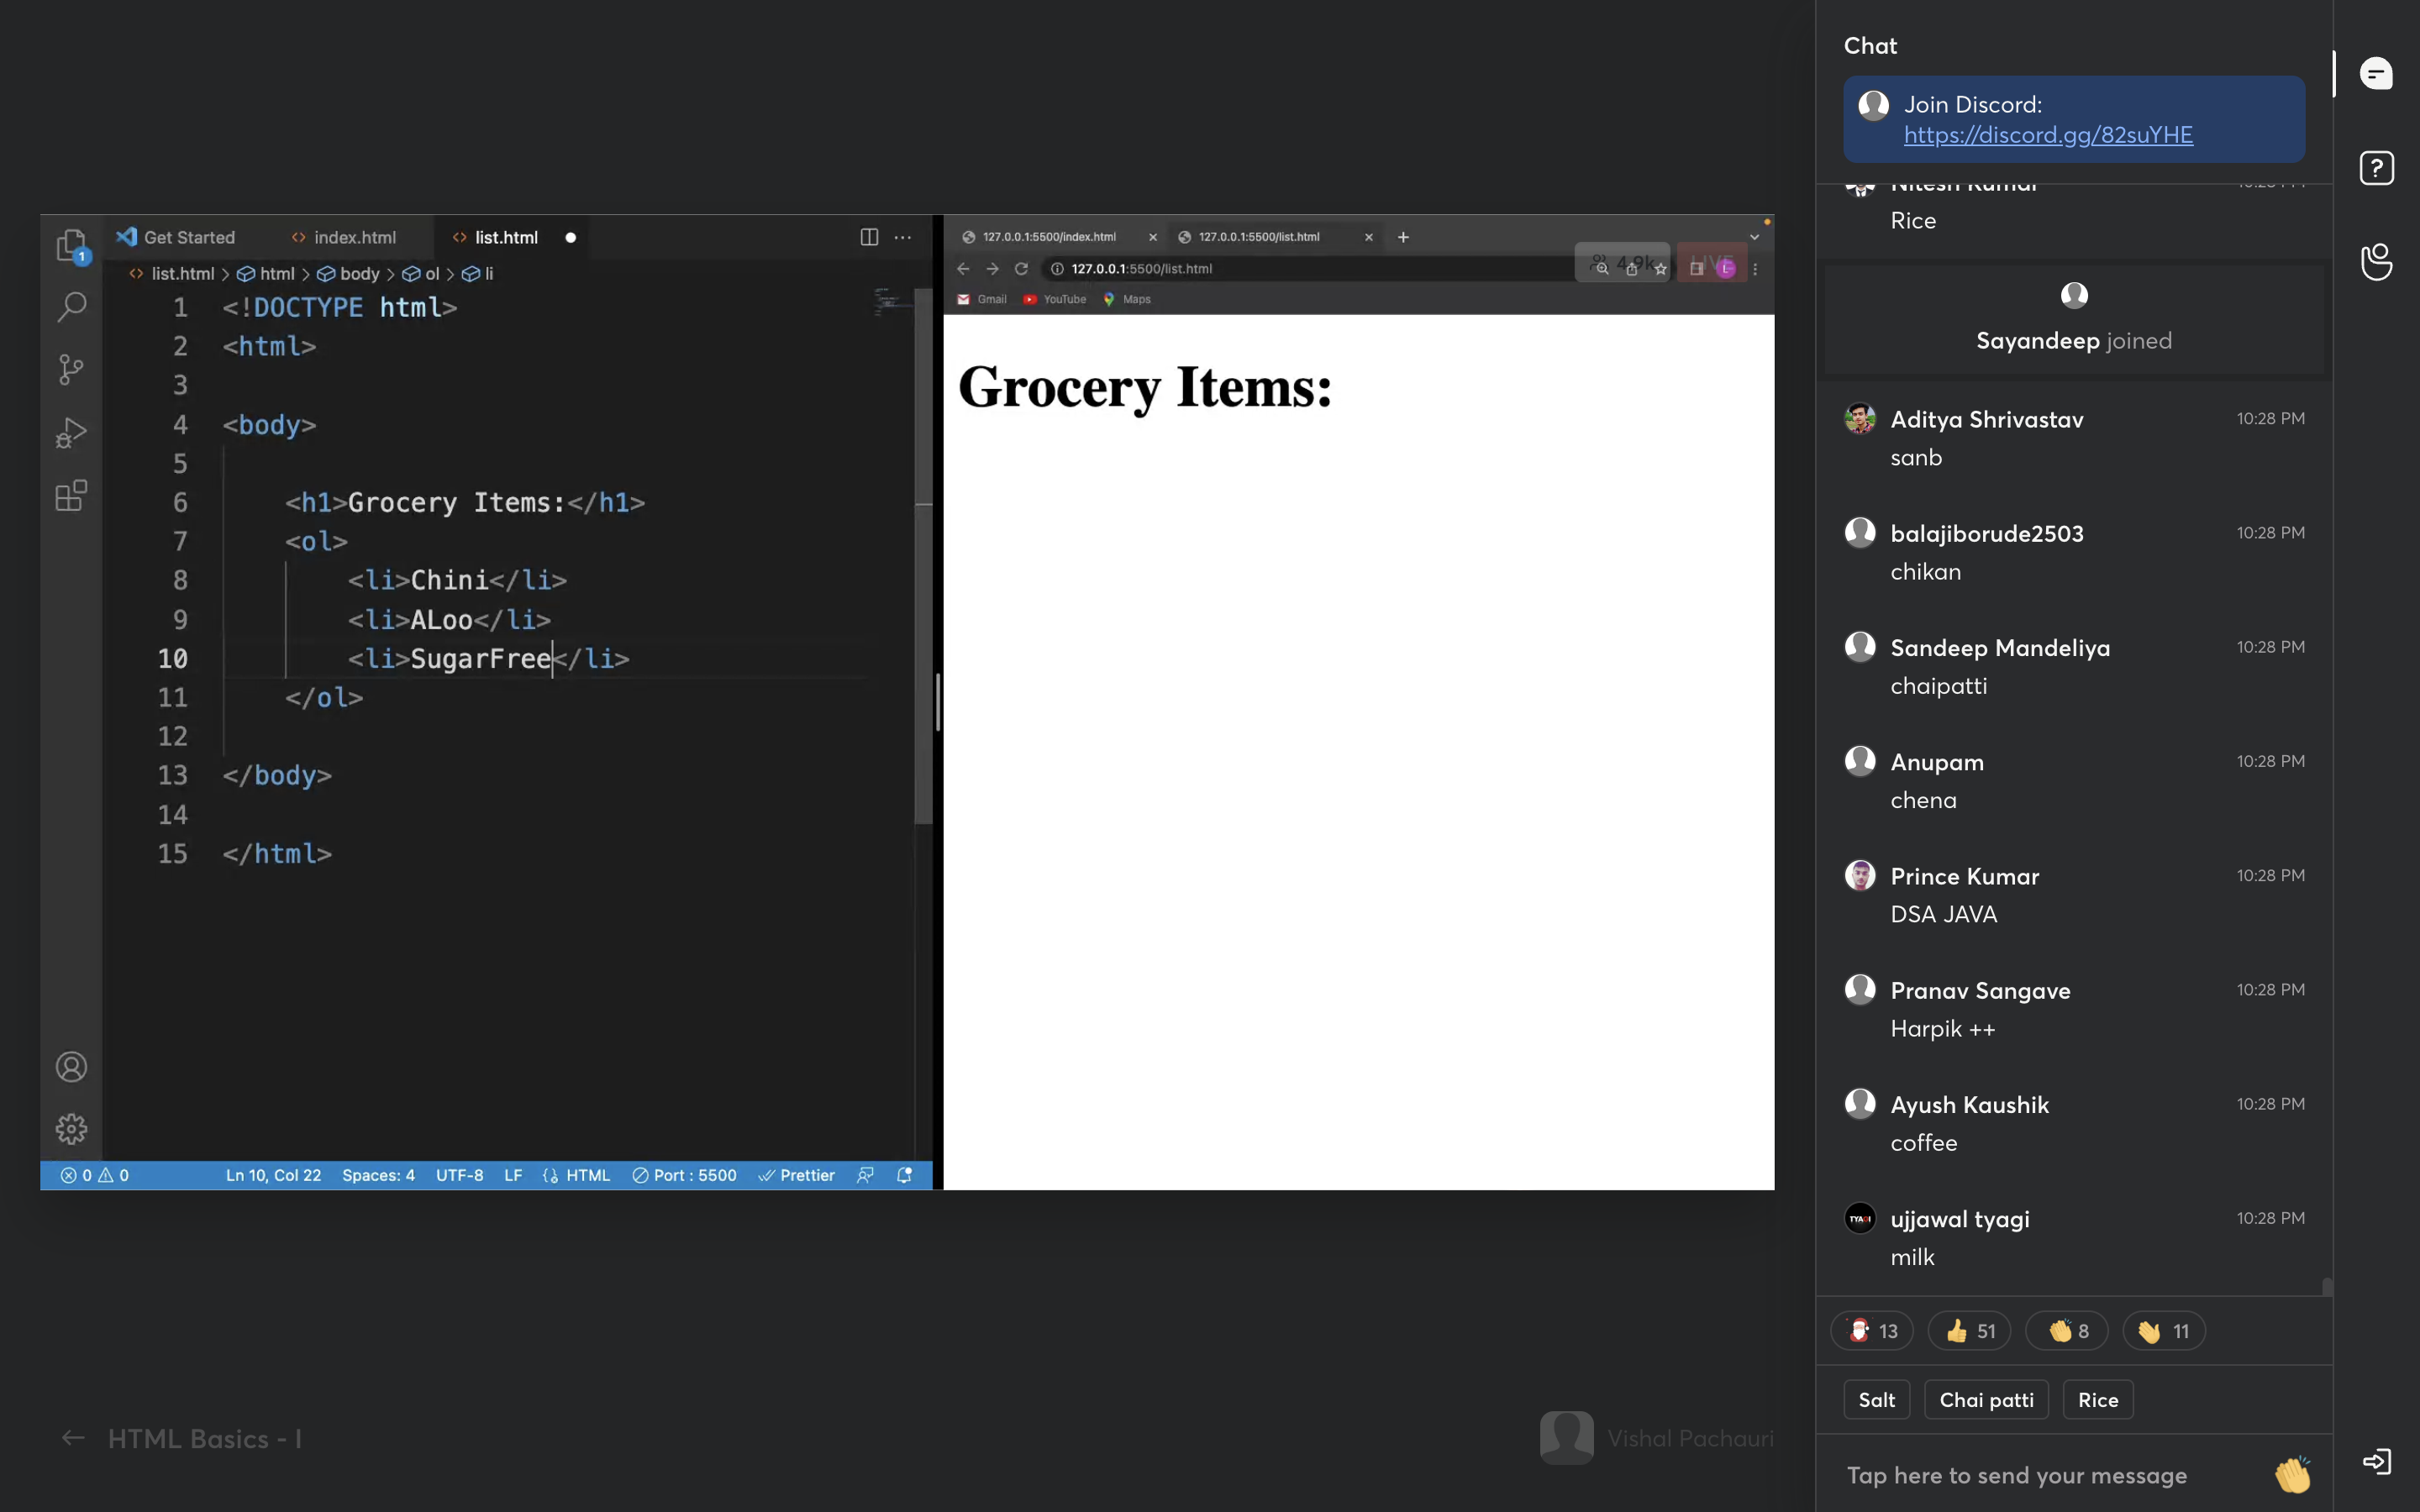 Get Started
index.html
list.html
list.html > html > body > ol > li
1 <!DOCTYPE html>
2 <html>
3
4 <body>
5
6 <h1>Grocery Items:</h1>
7 <ol>
8 <li>Chini</li>
9 <li>ALoo</li>
10 <li>SugarFree</li>
11 </ol>
12
13 </body>
14
15 </html>
1
0 0 Ln 10, Col 22 Spaces: 4 UTF-8 LF HTML Port : 5500 Prettier
127.0.0.1:5500/index.html
127.0.0.1:5500/list.html
127.0.0.1:5500/list.html
4.9k
LIVE
L
Gmail YouTube Maps
Grocery Items:
HTML Basics - I
Vishal Pachauri
Chat
Join Discord:
https://discord.gg/82suYHE
Nitesh Kumar 10:28 PM
Rice
Sayandeep joined
Aditya Shrivastav 10:28 PM
sanb
balajiborude2503 10:28 PM
chikan
Sandeep Mandeliya 10:28 PM
chaipatti
Anupam 10:28 PM
chena
Prince Kumar 10:28 PM
DSA JAVA
Pranav Sangave 10:28 PM
Harpik ++
Ayush Kaushik 10:28 PM
coffee
TYAGI
ujjawal tyagi 10:28 PM
milk
13 51 8 11
Salt Chai patti Rice
Tap here to send your message